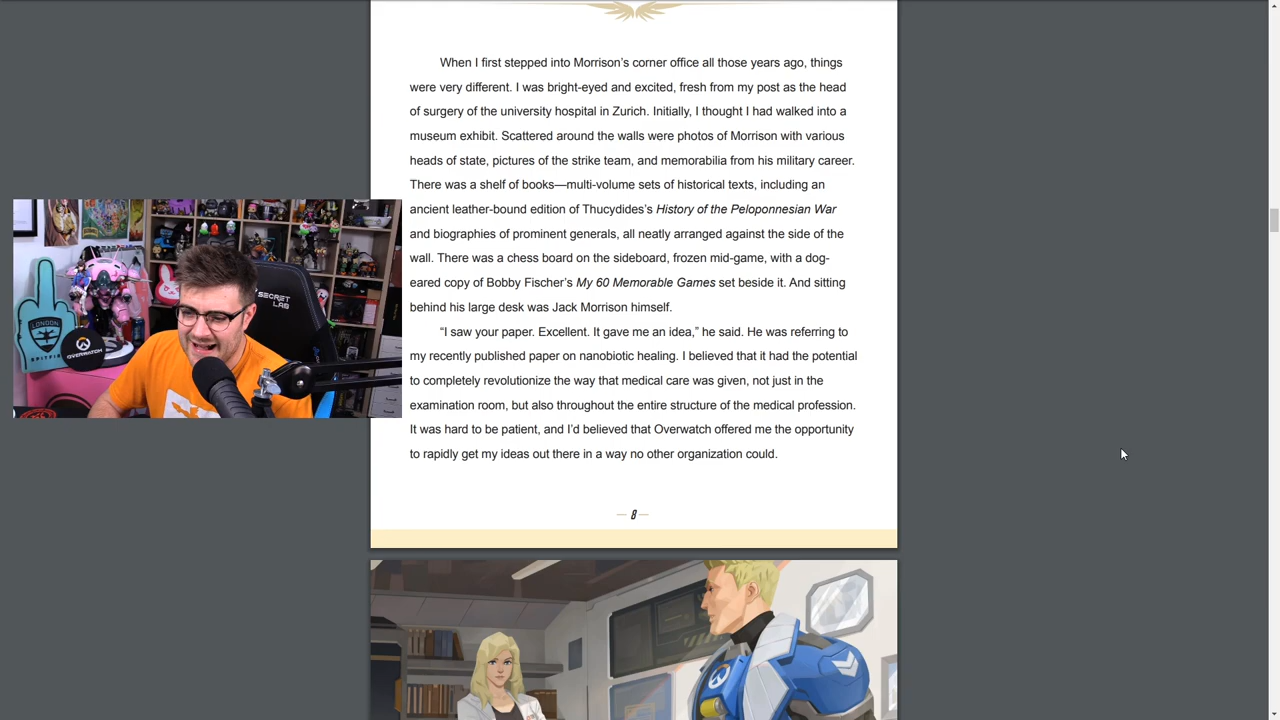 When I first stepped into Morrison's corner office all those years ago, things
were very different. I was bright-eyed and excited, fresh from my post as the head
of surgery of the university hospital in Zurich. Initially, I thought I had walked into a
museum exhibit. Scattered around the walls were photos of Morrison with various
heads of state, pictures of the strike team, and memorabilia from his military career.
There was a shelf of books—multi-volume sets of historical texts, including an
ancient leather-bound edition of Thucydides's History of the Peloponnesian War
and biographies of prominent generals, all neatly arranged against the side of the
wall. There was a chess board on the sideboard, frozen mid-game, with a dog-
eared copy of Bobby Fischer's My 60 Memorable Games set beside it. And sitting
behind his large desk was Jack Morrison himself.
“I saw your paper. Excellent. It gave me an idea,” he said. He was referring to
my recently published paper on nanobiotic healing. I believed that it had the potential
to completely revolutionize the way that medical care was given, not just in the
examination room, but also throughout the entire structure of the medical profession.
It was hard to be patient, and I'd believed that Overwatch offered me the opportunity
to rapidly get my ideas out there in a way no other organization could.
— 8 —
SECRET
LAB
LONDON
SPITFIRE
OVERWATCH